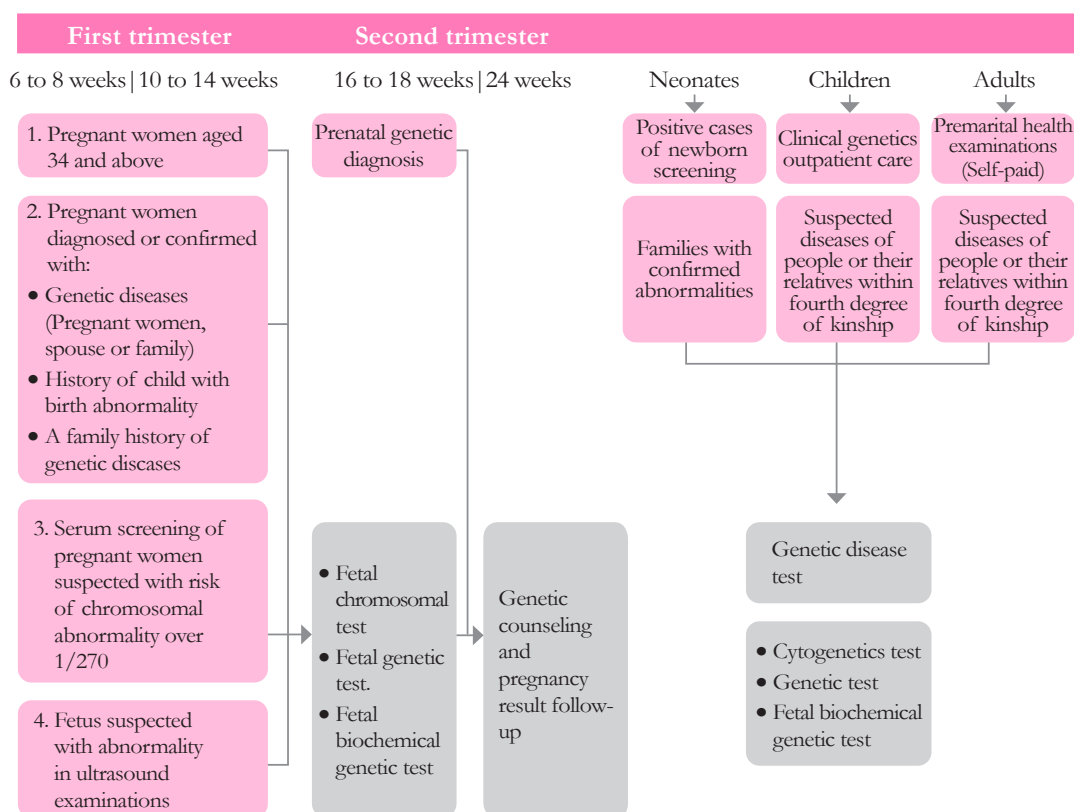 First trimester
Second trimester
6 to 8 weeks|10 to 14 weeks
16 to 18 weeks|24 weeks
Neonates
Children
Adults
1. Pregnant women aged
34 and above
2. Pregnant women
diagnosed or confirmed
with:
• Genetic diseases
(Pregnant women,
spouse or family)
• History of child with
birth abnormality
• A family history of
genetic discases
3. Serum screening of
pregnant women
suspected with risk
of chromosomal
abnormality over
1/270
4. Fetus suspected
with abnormality
in ultrasound
examinations
Prenatal genetic
diagnosis
• Fetal
chromosomal
test
• Fetal genetic
test.
• Fetal
biochemical
genetic test
Genetic
counseling
and
pregnancy
result follow-
up
Positive cases
of newborn
screening
Clinical genetics
outpatient care
Premarital health
examinations
(Self-paid)
Families with
confirmed
abnormalities
Suspected
diseases of
people or their
relatives within
fourth degree
of kinship
Suspected
diseases of
people or their
relatives within
fourth degree
of kinship
Genetic disease
test
• Cytogenetics test
• Genetic test
• Fetal biochemical
genetic test